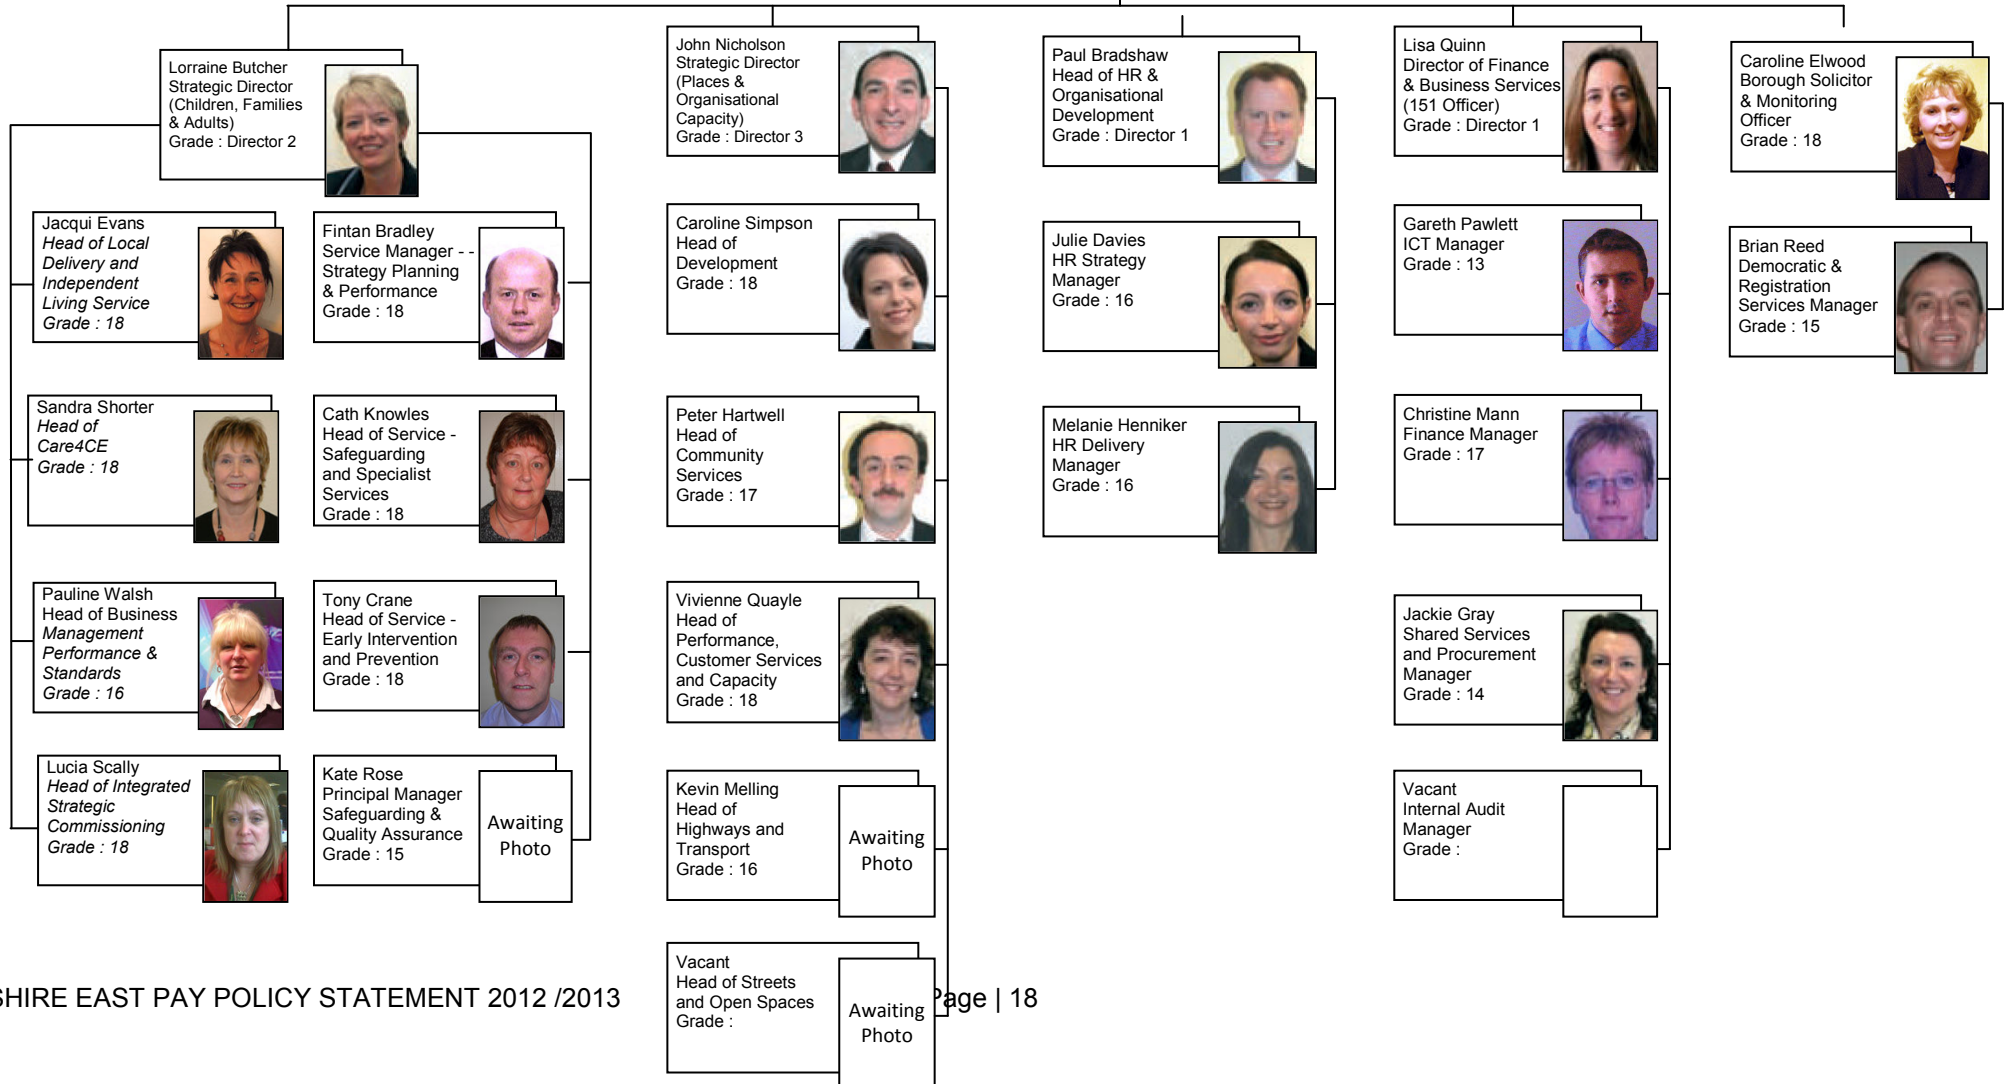 Lorraine Butcher
Strategic Director
(Children, Families
& Adults)
Grade : Director 2
Jacqui Evans
Head of Local
Delivery and
Independent
Living Service
Grade : 18
Sandra Shorter
Head of
Care4CE
Grade : 18
Pauline Walsh
Head of Business
Management
Performance &
Standards
Grade : 16
Lucia Scally
Head of Integrated
Strategic
Commissioning
Grade : 18
Fintan Bradley
Service Manager - -
Strategy Planning
& Performance
Grade : 18
Cath Knowles
Head of Service -
Safeguarding
and Specialist
Services
Grade : 18
Tony Crane
Head of Service -
Early Intervention
and Prevention
Grade : 18
Kate Rose
Principal Manager
Safeguarding &
Quality Assurance
Grade : 15
Awaiting
Photo
John Nicholson
Strategic Director
(Places &
Organisational
Capacity)
Grade : Director 3
Caroline Simpson
Head of
Development
Grade : 18
Peter Hartwell
Head of
Community
Services
Grade : 17
Vivienne Quayle
Head of
Performance,
Customer Services
and Capacity
Grade : 18
Kevin Melling
Head of
Highways and
Transport
Grade : 16
Awaiting
Photo
Vacant
Head of Streets
and Open Spaces
Grade :
Awaiting
Photo
Paul Bradshaw
Head of HR &
Organisational
Development
Grade : Director 1
Julie Davies
HR Strategy
Manager
Grade : 16
Melanie Henniker
HR Delivery
Manager
Grade : 16
Lisa Quinn
Director of Finance
& Business Services
(151 Officer)
Grade : Director 1
Gareth Pawlett
ICT Manager
Grade : 13
Christine Mann
Finance Manager
Grade : 17
Jackie Gray
Shared Services
and Procurement
Manager
Grade : 14
Vacant
Internal Audit
Manager
Grade :
Caroline Elwood
Borough Solicitor
& Monitoring
Officer
Grade : 18
Brian Reed
Democratic &
Registration
Services Manager
Grade : 15
SHIRE EAST PAY POLICY STATEMENT 2012 /2013
Page | 18